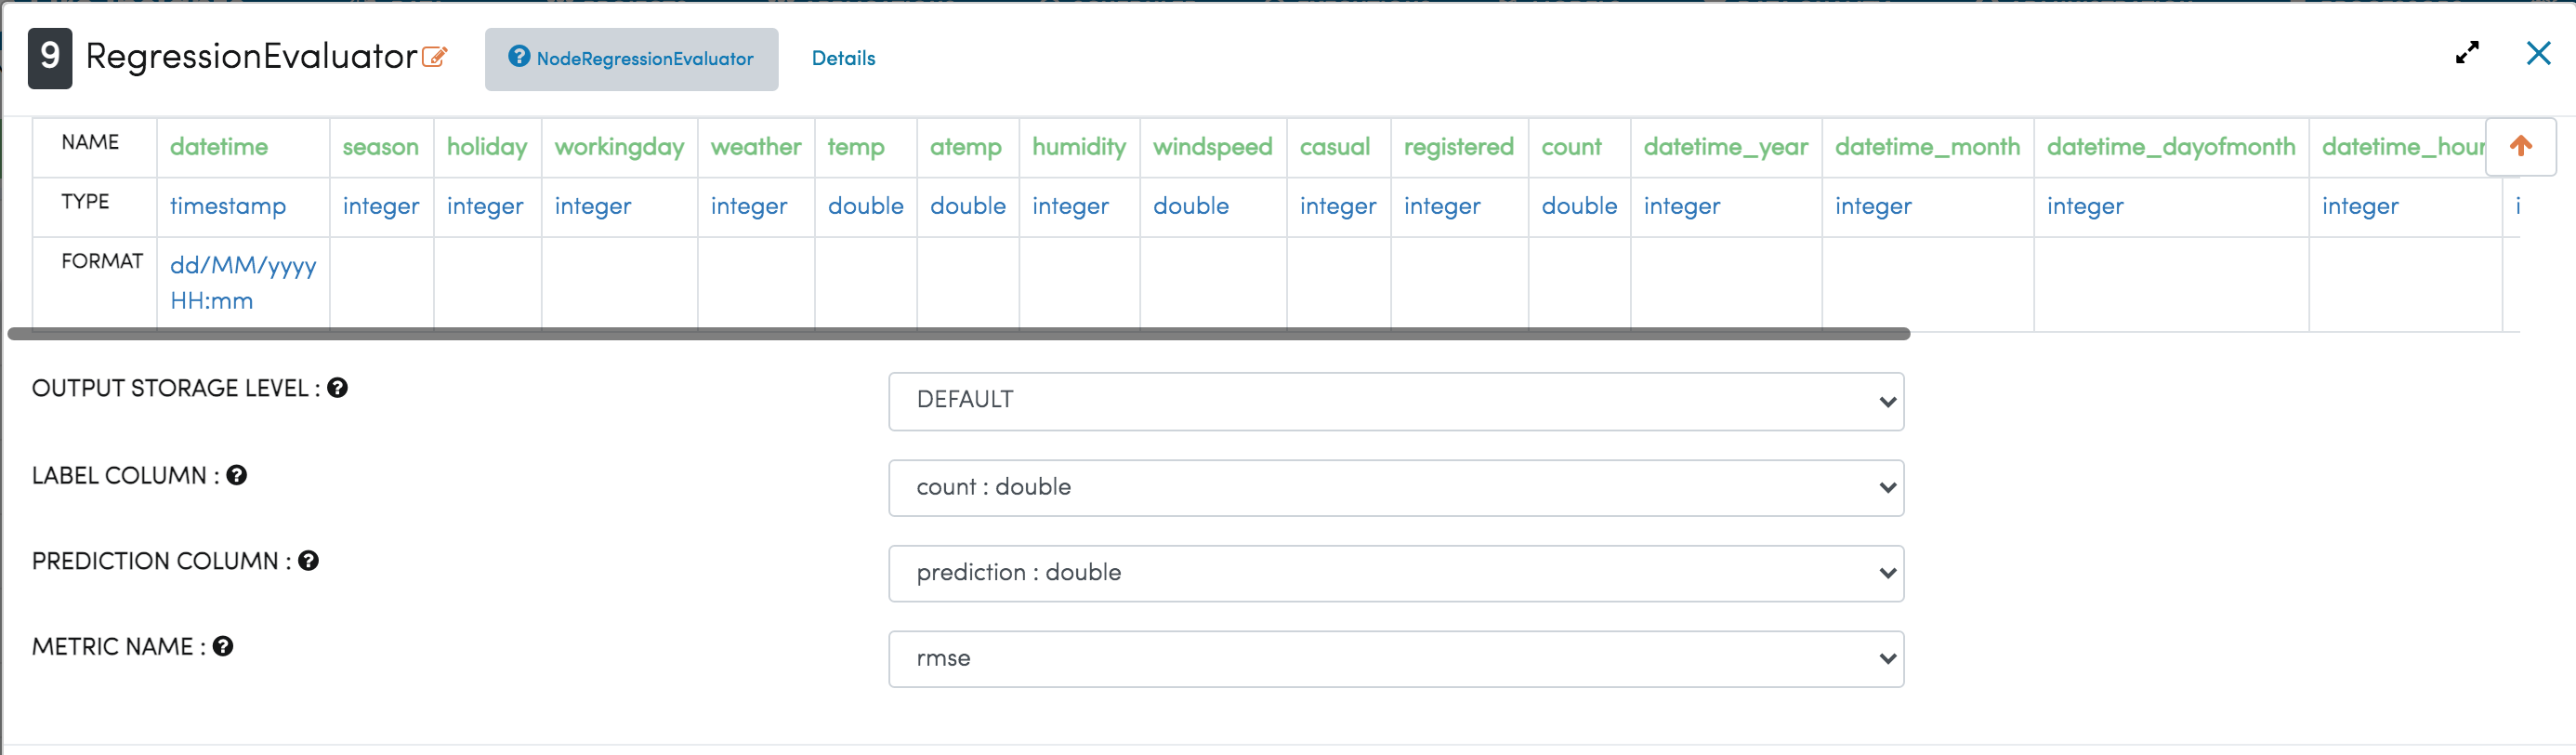 9 RegressionEvaluator NodeRegressionEvaluator Details
NAME datetime season holiday workingday weather temp atemp humidity windspeed casual registered count datetime_year datetime_month datetime_dayofmonth datetime_hour
TYPE timestamp integer integer integer integer double double integer double integer integer double integer integer integer integer
FORMAT dd/MM/yyyy
HH:mm
OUTPUT STORAGE LEVEL : DEFAULT
LABEL COLUMN : count : double
PREDICTION COLUMN : prediction : double
METRIC NAME : rmse